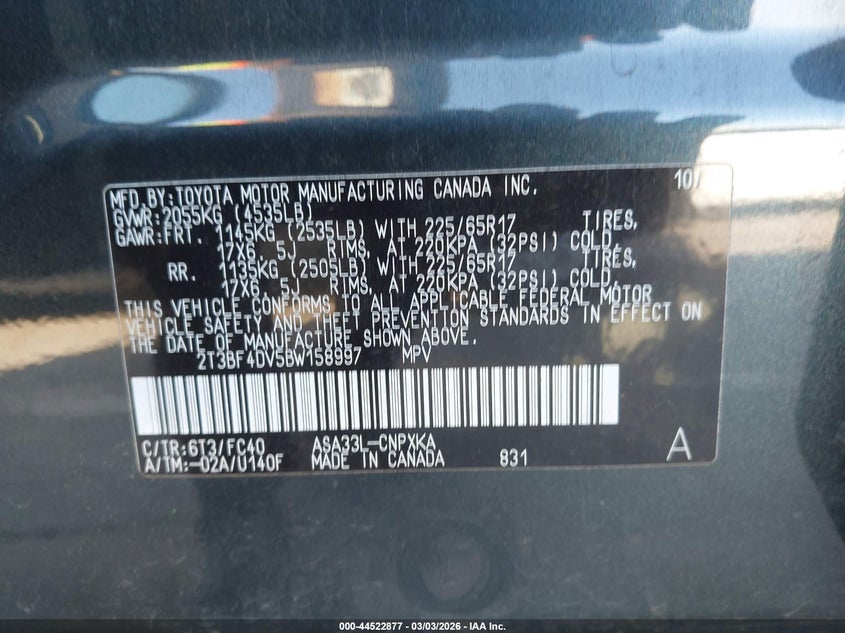 MFD.BY:TOYOTA MOTOR MANUFACTURING CANADA INC. 10/
GVWR:2055KG (4535LB)
GAWR:FRT. 1145KG (2535LB) WITH 225/65R17 TIRES,
17X6.5J RIMS, AT 220KPA (32PSI) COLD.
RR. 1135KG (2505LB) WITH 225/65R17 TIRES,
17X6.5J RIMS, AT 220KPA (32PSI) COLD.
THIS VEHICLE CONFORMS TO ALL APPLICABLE FEDERAL MOTOR
VEHICLE SAFETY AND THEFT PREVENTION STANDARDS IN EFFECT ON
THE DATE OF MANUFACTURE SHOWN ABOVE.
2T3BF4DV5BW158997 MPV
C/TR:6T3/FC40 ASA33L-CNPXKA
A/TM:-02A/U140F MADE IN CANADA 831 A
000-44522877 - 03/03/2026 - IAA Inc.